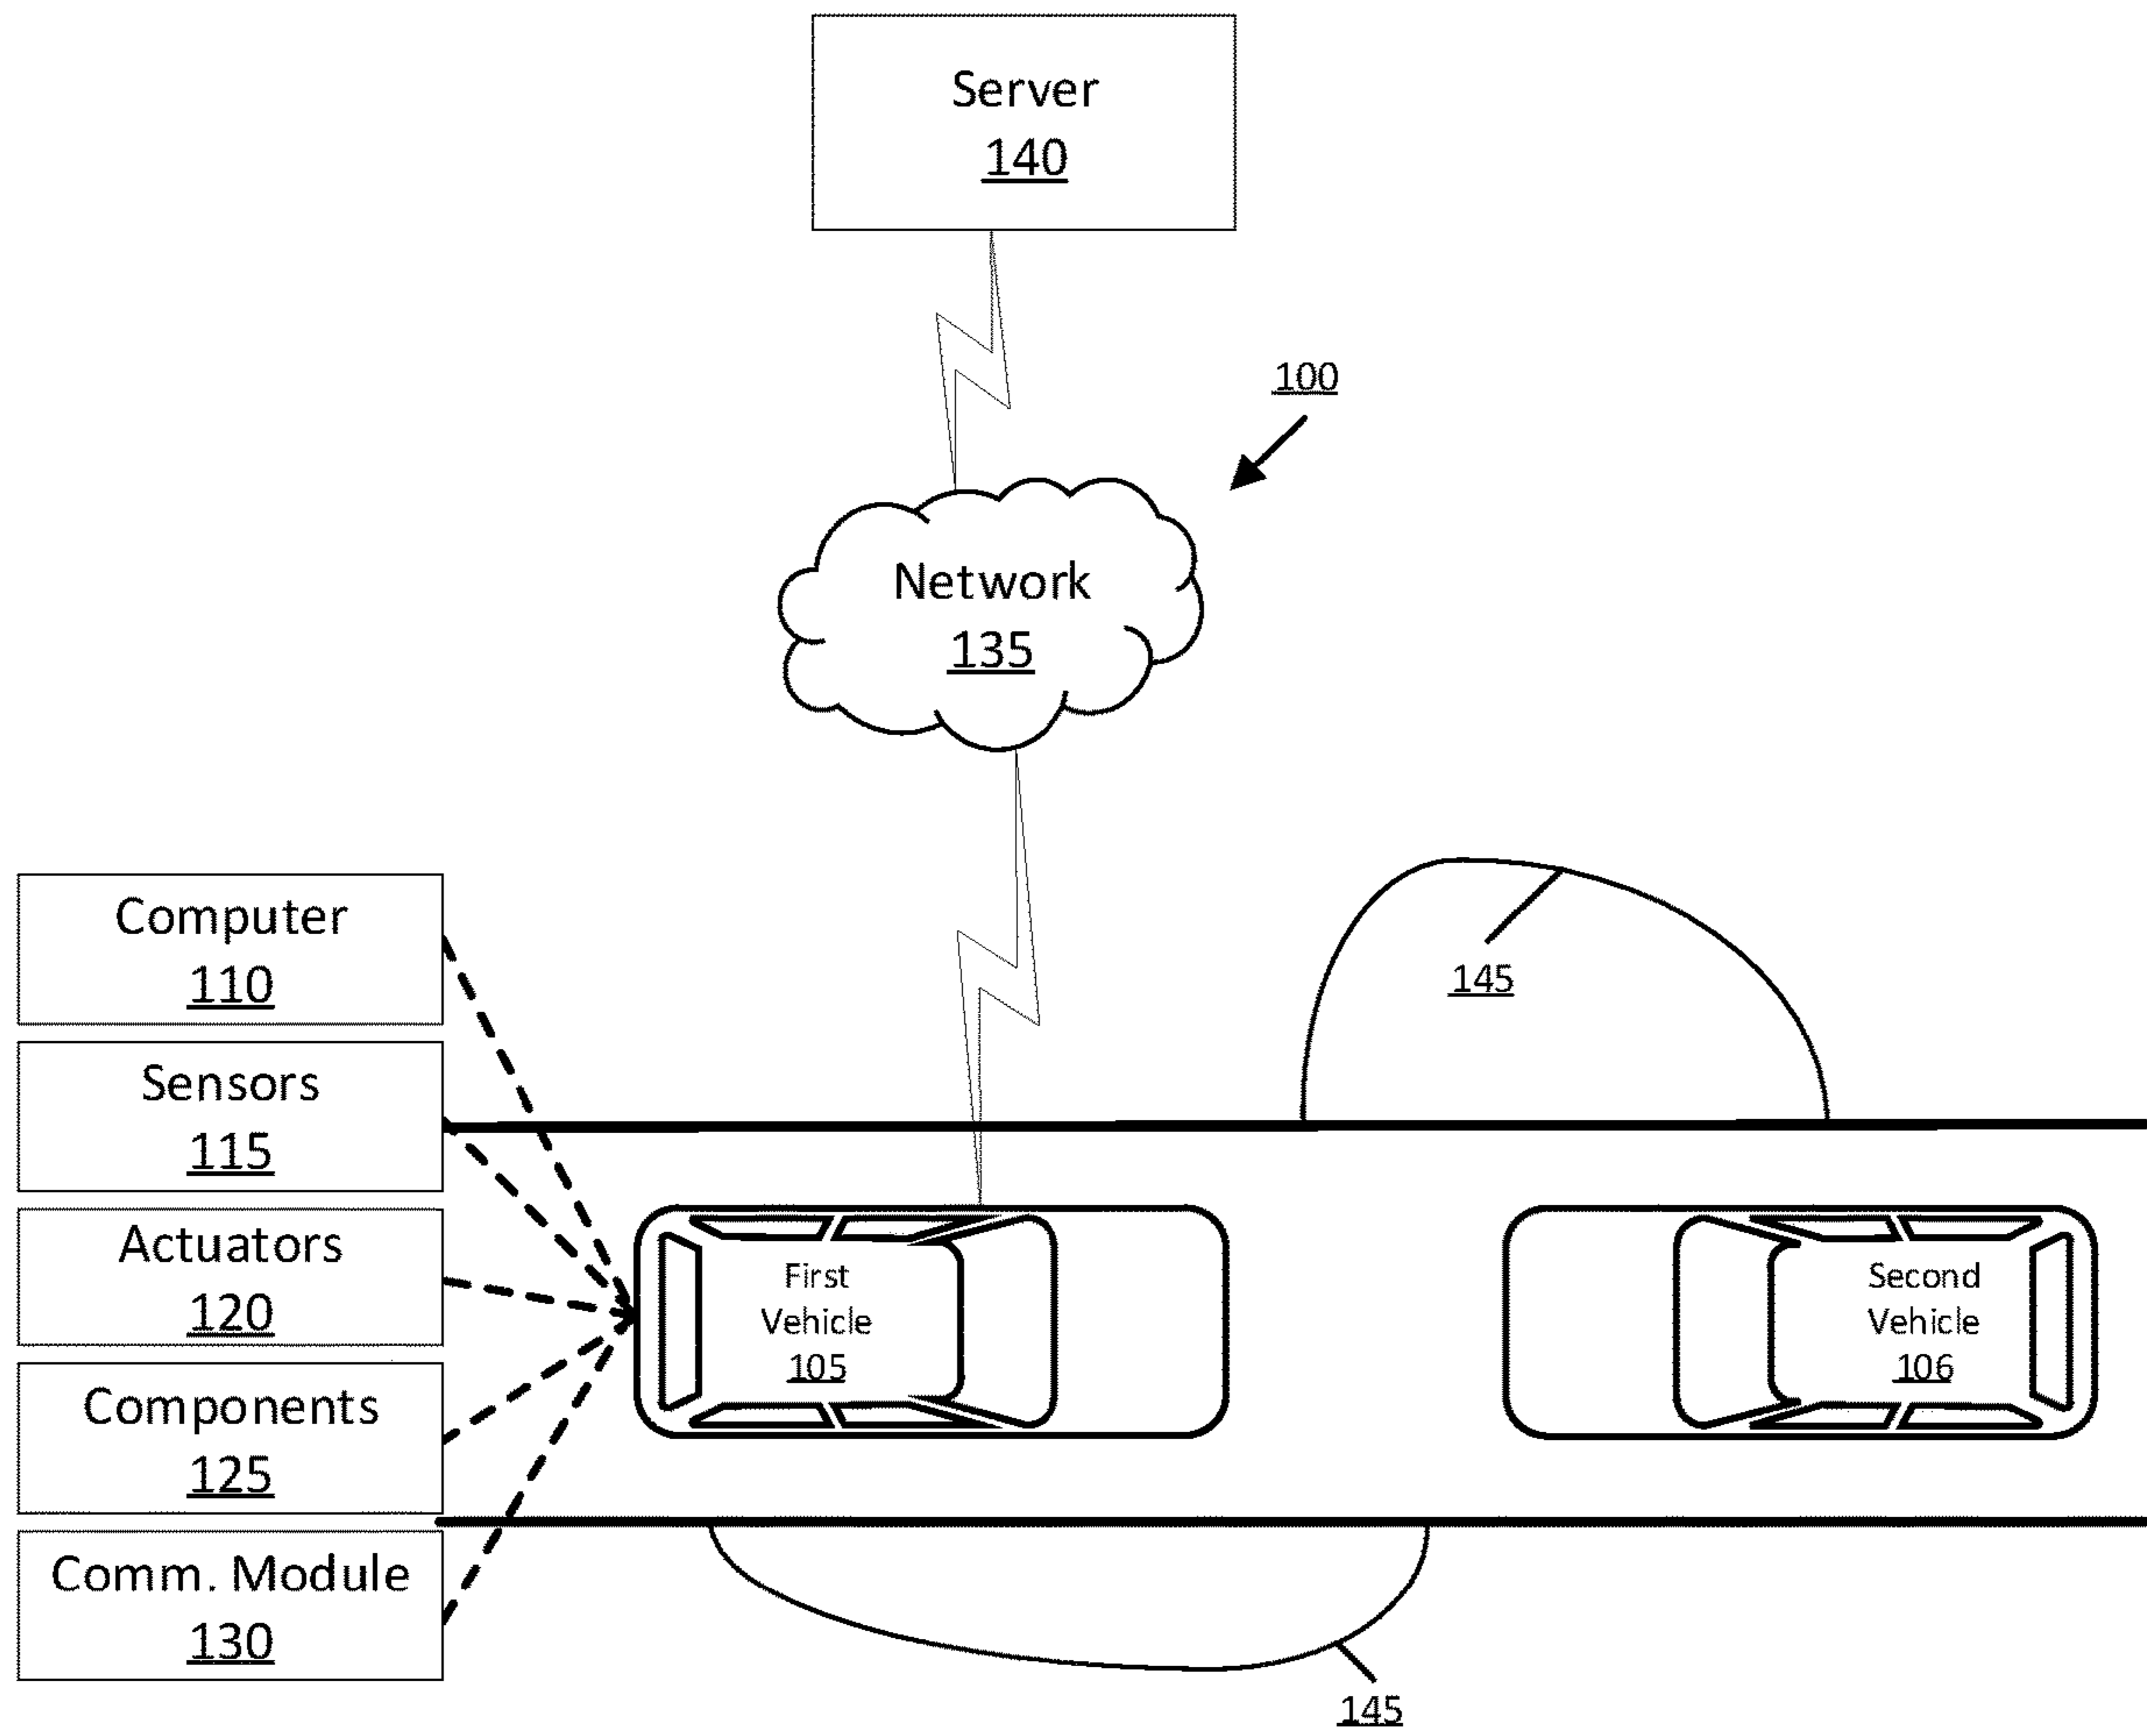 Server
140
100
Network
135
145
Computer
110
Sensors
115
Actuators
120
Components
125
Comm. Module
130
First
Vehicle
105
Second
Vehicle
106
145